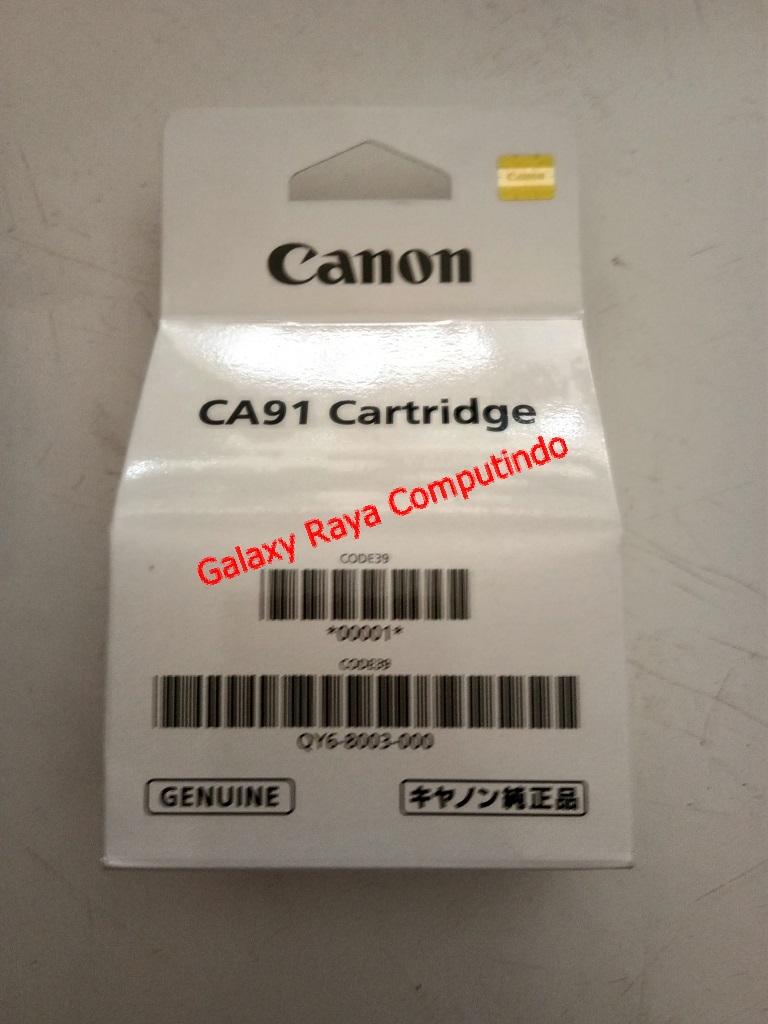 Canon
Canon
CA91 Cartridge
Galaxy Raya Computindo
CODE39
*00001*
CODE39
QY6-8003-000
GENUINE
キヤノン純正品